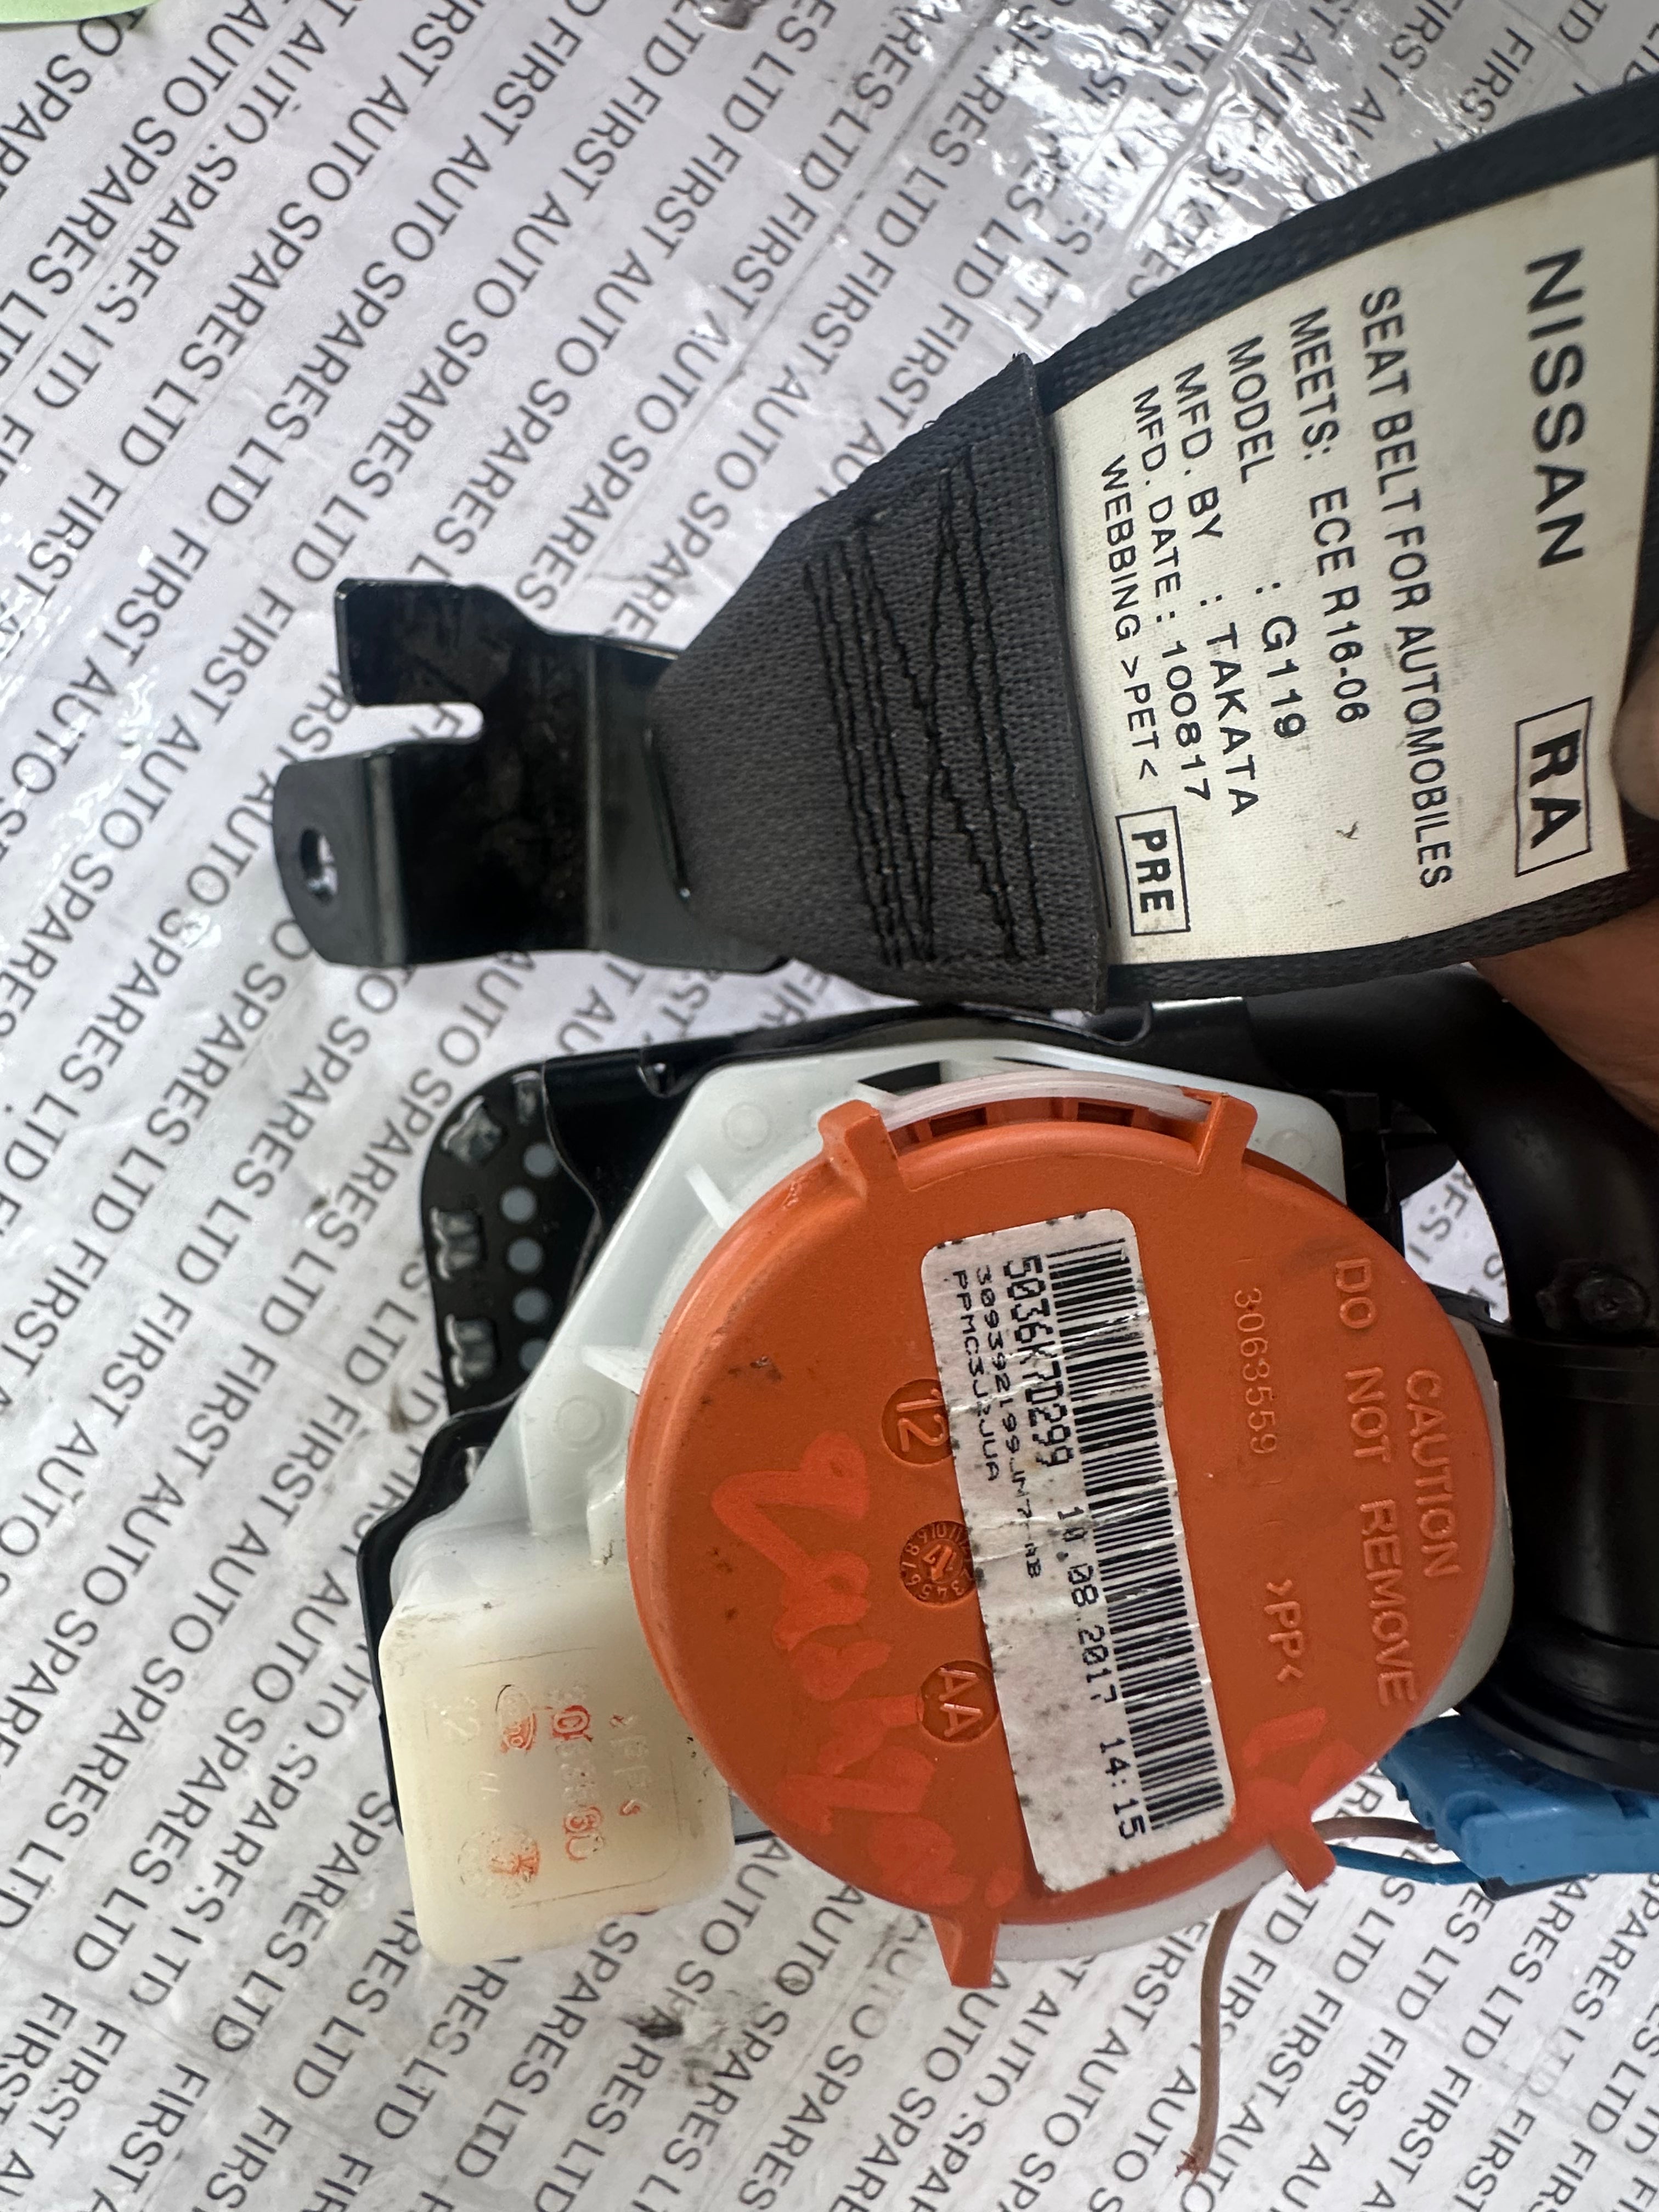 NISSAN RA
SEAT BELT FOR AUTOMOBILES
MEETS: ECE R16-06
MODEL : G119
MFD. BY : TAKATA
MFD. DATE : 100817
WEBBING >PET< PRE
CAUTION
DO NOT REMOVE
3063559 >PP<
5036K70299 10.08.2017 14:15
12
AA
FIRST AUTO SPARES LTD